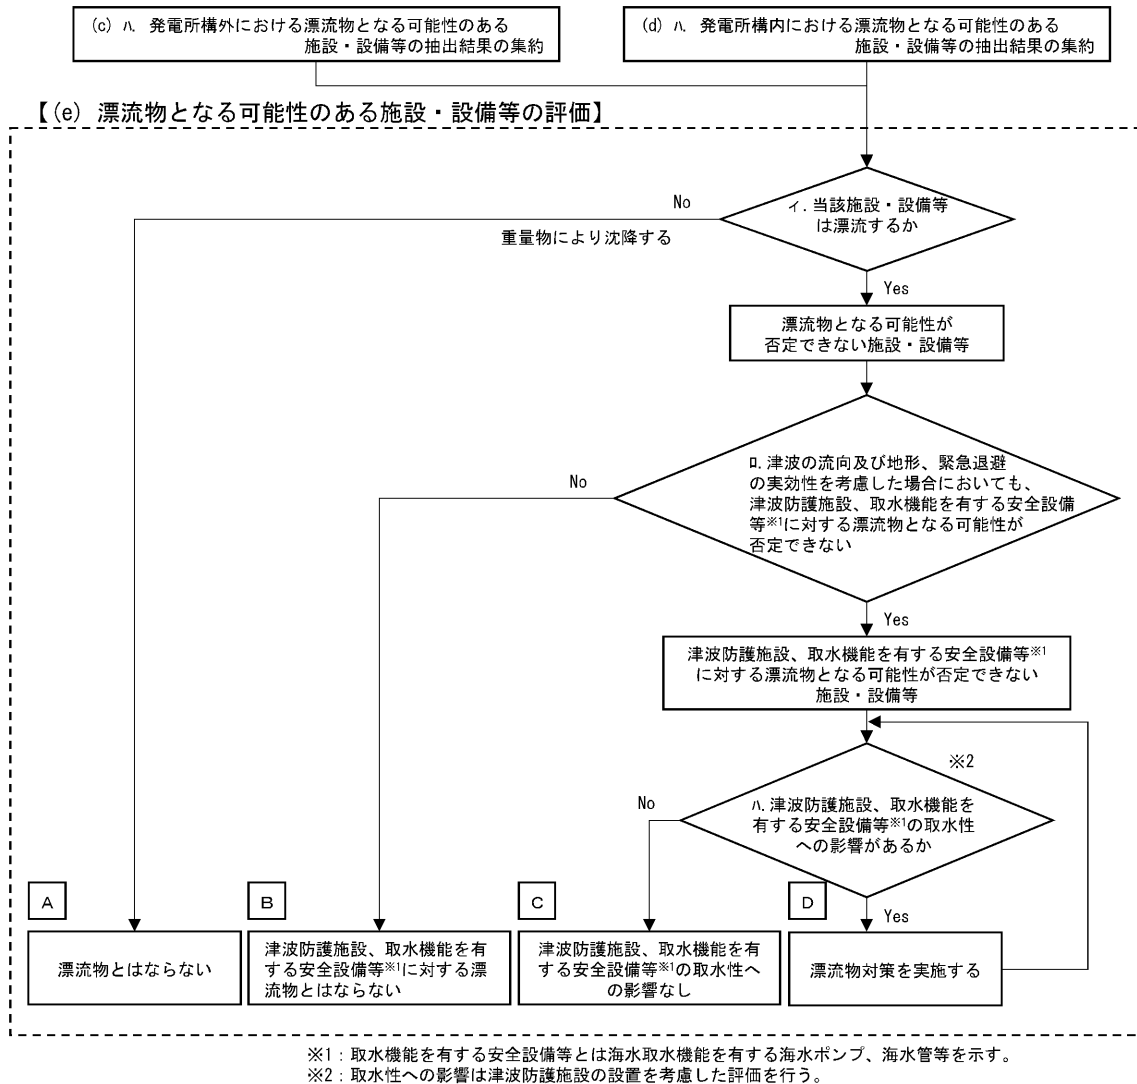 (c) ハ. 発電所構外における漂流物となる可能性のある
施設・設備等の抽出結果の集約
(d) ハ. 発電所構内における漂流物となる可能性のある
施設・設備等の抽出結果の集約
【(e) 漂流物となる可能性のある施設・設備等の評価】
イ.当該施設・設備等
は漂流するか
No
重量物により沈降する
Yes
漂流物となる可能性が
否定できない施設・設備等
ロ.津波の流向及び地形、緊急退避
の実効性を考慮した場合においても、
津波防護施設、取水機能を有する安全設備
等※1に対する漂流物となる可能性が
否定できない
No
Yes
津波防護施設、取水機能を有する安全設備等※1
に対する漂流物となる可能性が否定できない
施設・設備等
※2
ハ.津波防護施設、取水機能を
有する安全設備等※1の取水性
への影響があるか
No
Yes
A
漂流物とはならない
B
津波防護施設、取水機能を有
する安全設備等※1に対する漂
流物とはならない
C
津波防護施設、取水機能を有
する安全設備等※1の取水性へ
の影響なし
D
漂流物対策を実施する
※1：取水機能を有する安全設備等とは海水取水機能を有する海水ポンプ、海水管等を示す。
※2：取水性への影響は津波防護施設の設置を考慮した評価を行う。